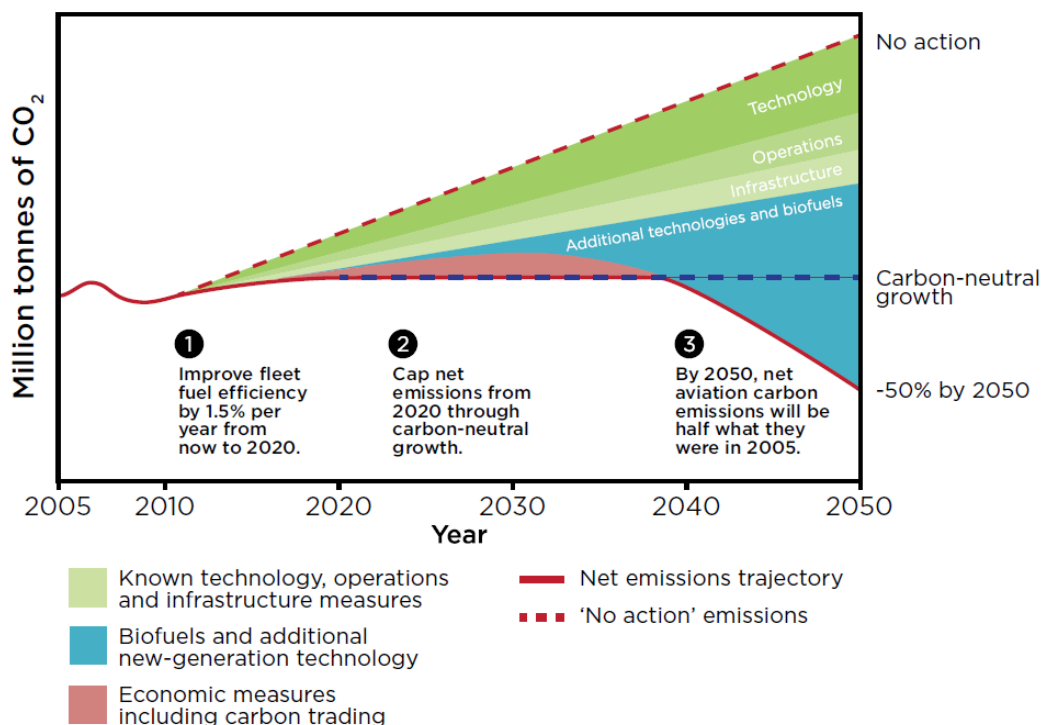 Million tonnes of CO₂
No action
Technology
Operations
Infrastructure
Additional technologies and biofuels
Carbon-neutral
growth
-50% by 2050
1
Improve fleet
fuel efficiency
by 1.5% per
year from
now to 2020.
2
Cap net
emissions from
2020 through
carbon-neutral
growth.
3
By 2050, net
aviation carbon
emissions will be
half what they
were in 2005.
2005 2010 2020 2030 2040 2050
Year
Known technology, operations
and infrastructure measures
Biofuels and additional
new-generation technology
Economic measures
including carbon trading
Net emissions trajectory
‘No action’ emissions